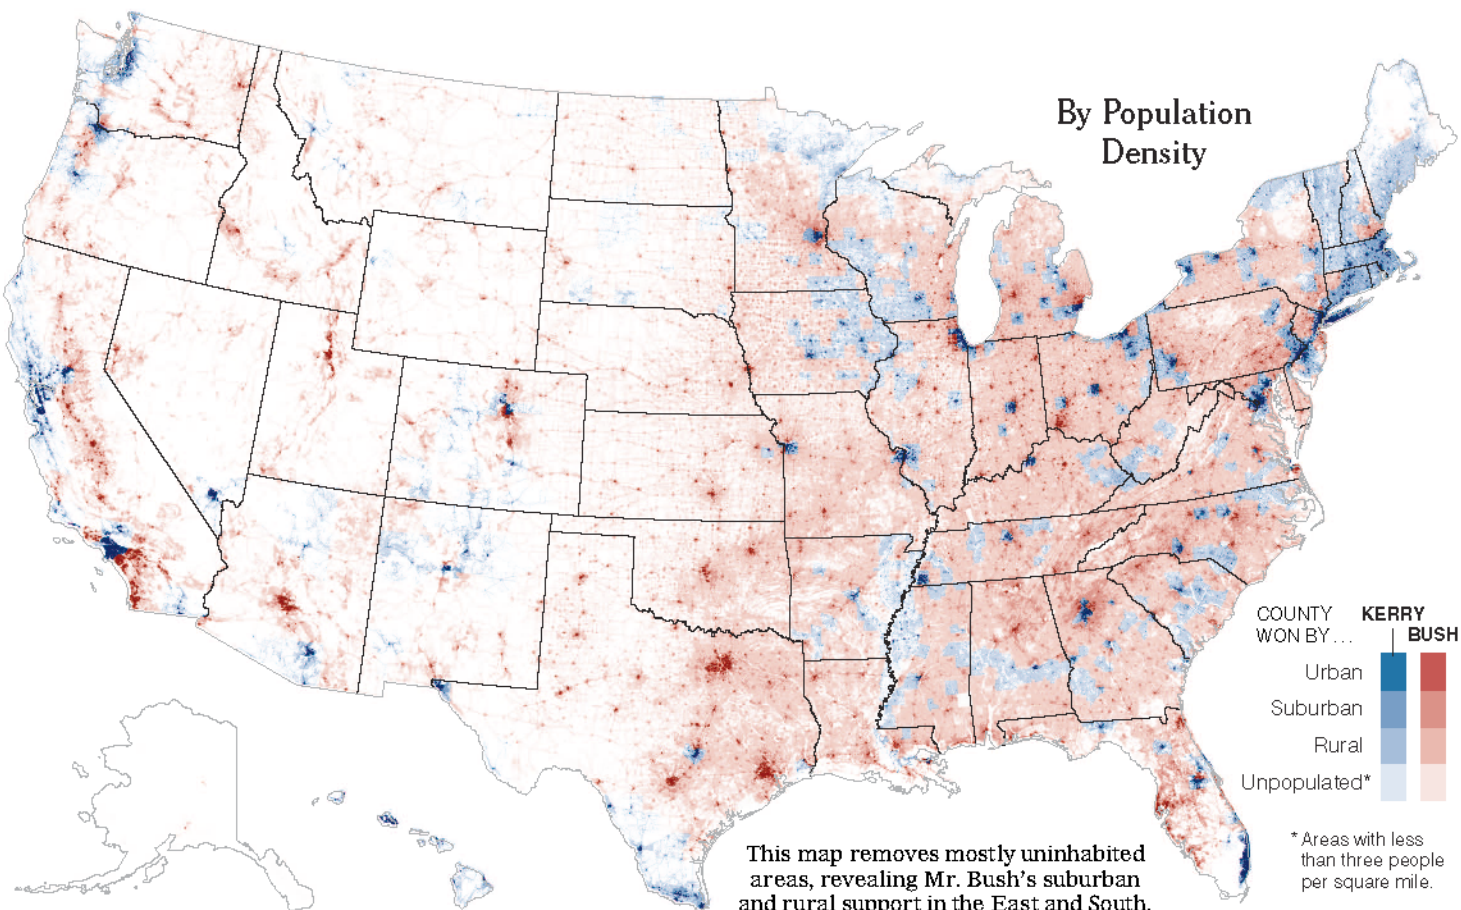 By Population
Density
COUNTY
WON BY...
KERRY
BUSH
Urban
Suburban
Rural
Unpopulated*
* Areas with less
than three people
per square mile.
This map removes mostly uninhabited
areas, revealing Mr. Bush's suburban
and rural support in the East and South.